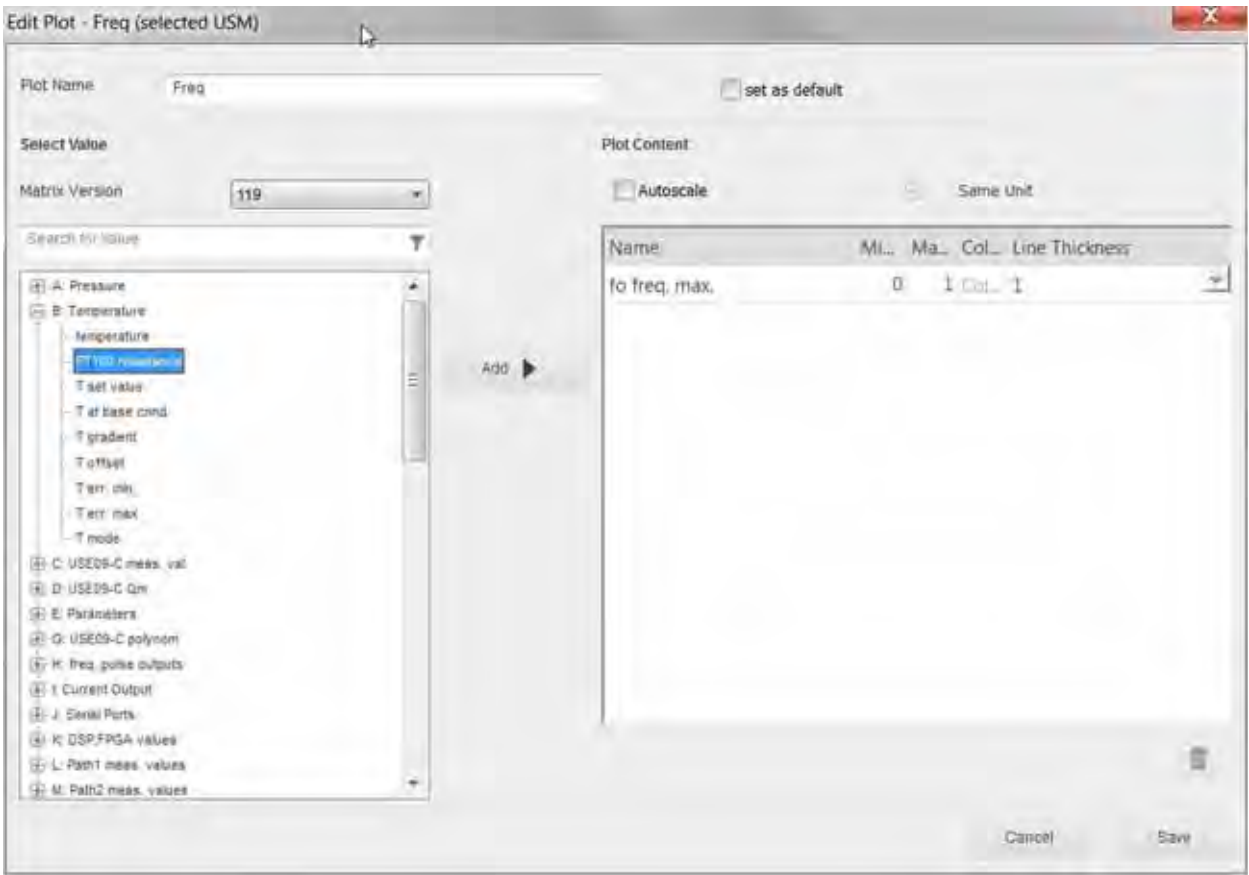 Edit Plot - Freq (selected USM)
Plot Name Freq set as default
Select Value Plot Content
Matrix Version 119 Autoscale Same Unit
Search for Value
Name Mi... Ma... Col... Line Thickness
A: Pressure fo freq. max. 0 1 Col... 1
B: Temperature
temperature
PT100 resistance
T set value Add
T at base cond.
T gradient
T offset
T err. min.
T err. max
T mode
C: USE09-C meas. val
D: USE09-C Qm
E: Parameters
G: USE09-C polynom
H: freq. pulse outputs
I: Current Output
J: Serial Ports
K: DSP,FPGA values
L: Path1 meas. values
M: Path2 meas. values
Cancel Save